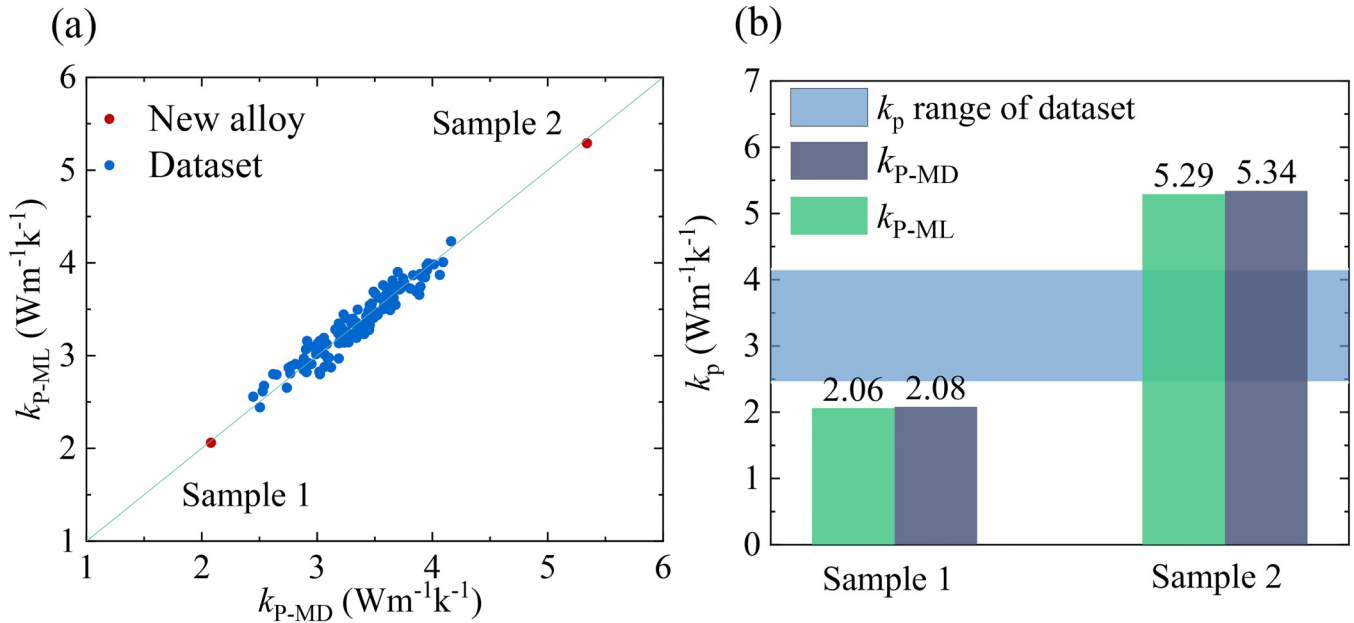 (a)
6
5
4
3
2
1
1 2 3 4 5 6
k_P-ML (Wm⁻¹k⁻¹)
k_P-MD (Wm⁻¹k⁻¹)
New alloy
Dataset
Sample 2
Sample 1
(b)
7
6
5
4
3
2
1
0
k_p (Wm⁻¹k⁻¹)
k_p range of dataset
k_P-MD
k_P-ML
5.29 5.34
2.06 2.08
Sample 1 Sample 2